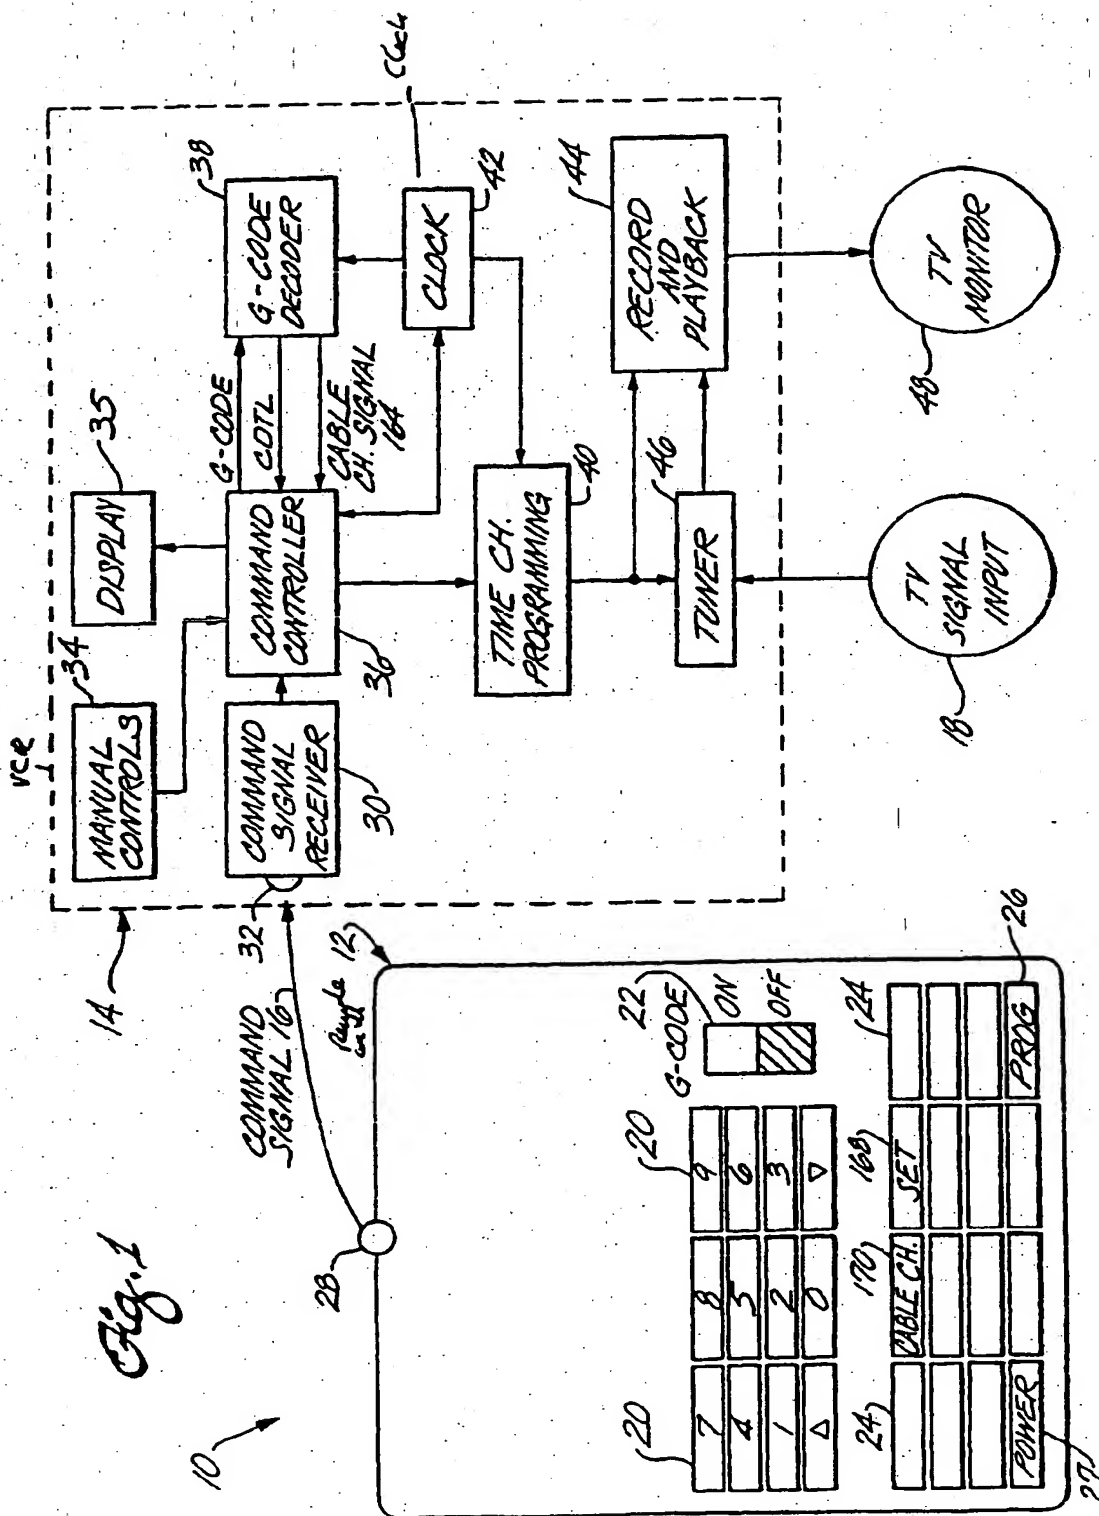 Fig. 1
10
14
VCR
MANUAL
CONTROLS
34
DISPLAY
35
COMMAND
SIGNAL
RECEIVER
30
32
COMMAND
CONTROLLER
36
G-CODE
COTL
CABLE
CH. SIGNAL
164
G-CODE
DECODER
38
CLOCK
42
Clock
TIME CH.
PROGRAMMING
40
TUNER
46
RECORD
AND
PLAYBACK
44
TV
SIGNAL
INPUT
18
TV
MONITOR
48
COMMAND
SIGNAL 16
28
12
20
20
7 8 9
4 5 6
1 2 3
△ 0 ▽
G-CODE
22
ON
OFF
24
170
168
24
CABLE CH.
SET
POWER
PROG
27
26